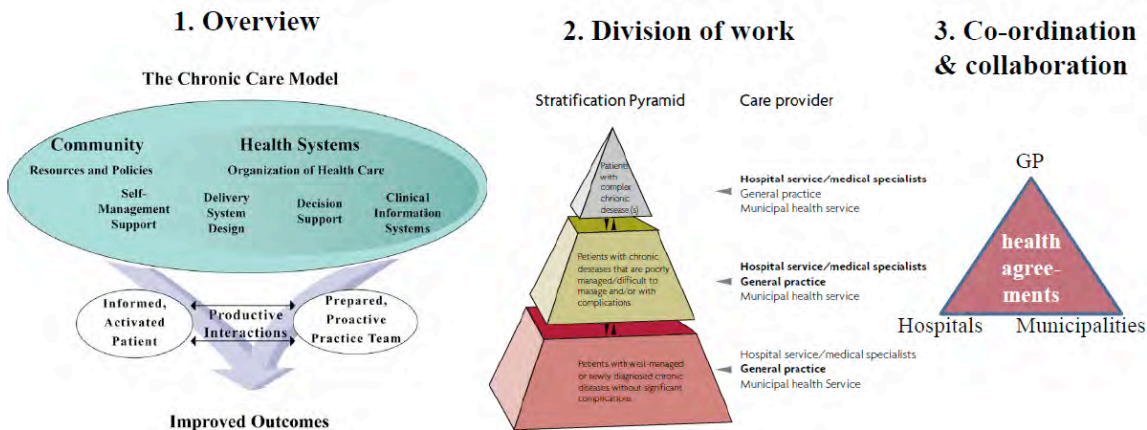 1. Overview
The Chronic Care Model
Community
Resources and Policies
Health Systems
Organization of Health Care
Self-
Management
Support
Delivery
System
Design
Decision
Support
Clinical
Information
Systems
Informed,
Activated
Patient
Productive
Interactions
Prepared,
Proactive
Practice Team
Improved Outcomes
2. Division of work
Stratification Pyramid
Care provider
Patients
with
complex
chronic
desease(s)
Hospital service/medical specialists
General practice
Municipal health service
Patients with chronic
deseases that are poorly
managed/difficult to
manage and/or with
complications
Hospital service/medical specialists
General practice
Municipal health service
Patients with well-managed
or newly diagnosed chronic
diseases without significant
complications.
Hospital service/medical specialists
General practice
Municipal health Service
3. Co-ordination
& collaboration
GP
health
agree-
ments
Hospitals
Municipalities